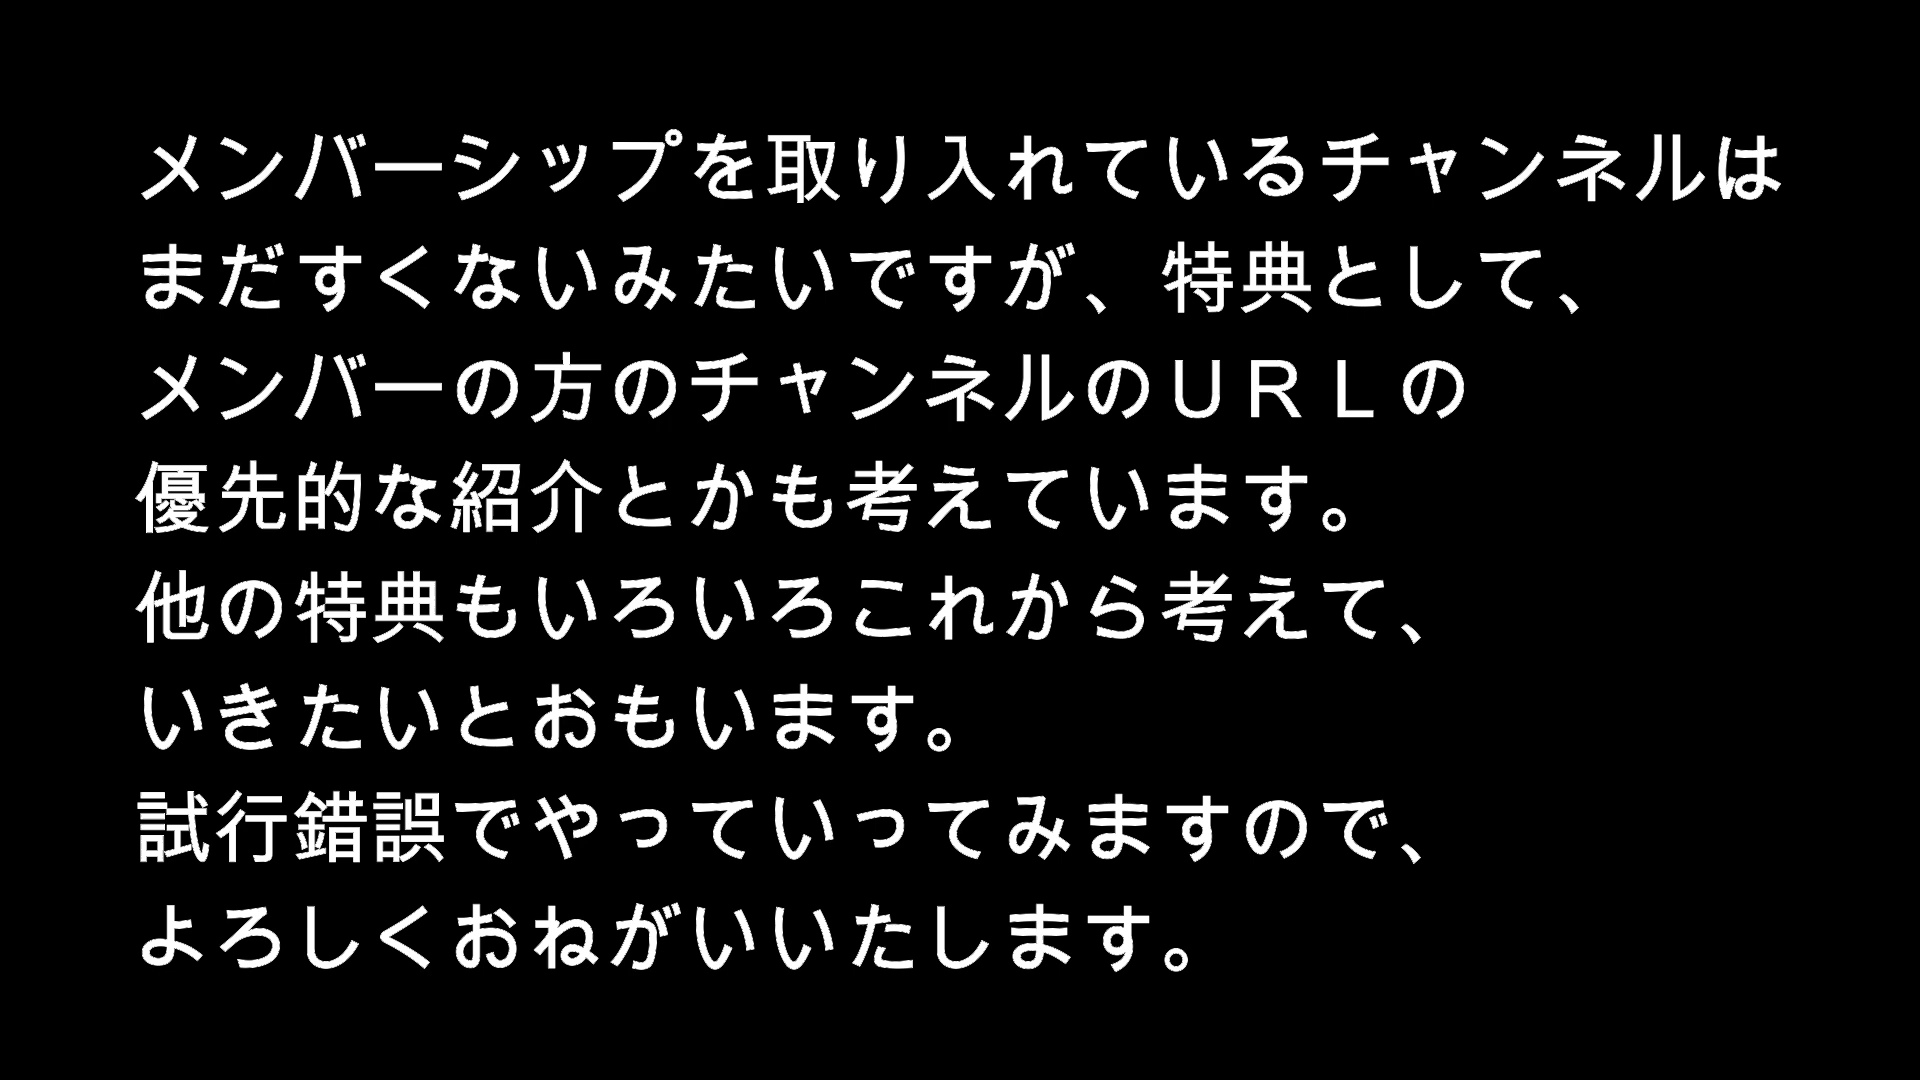 メンバーシップを取り入れているチャンネルは
まだすくないみたいですが、特典として、
メンバーの方のチャンネルのＵＲＬの
優先的な紹介とかも考えています。
他の特典もいろいろこれから考えて、
いきたいとおもいます。
試行錯誤でやっていってみますので、
よろしくおねがいいたします。